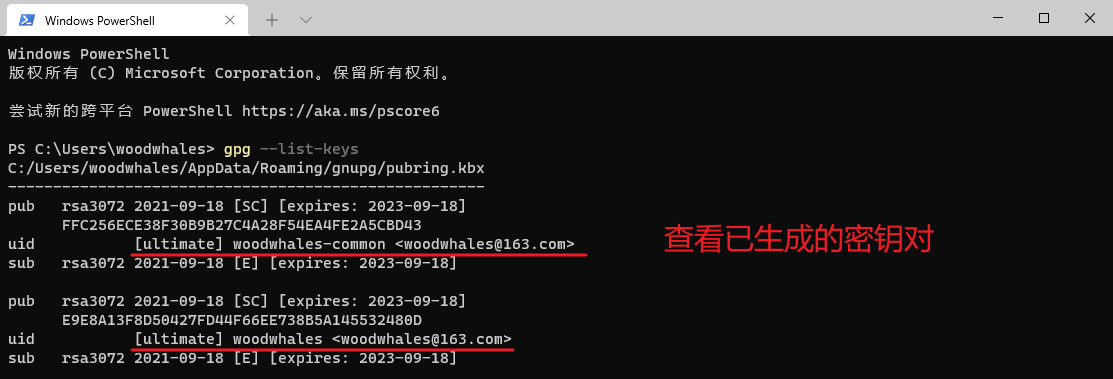 Windows PowerShell
Windows PowerShell
版权所有 (C) Microsoft Corporation。保留所有权利。
尝试新的跨平台 PowerShell https://aka.ms/pscore6
PS C:\Users\woodwhales> gpg --list-keys
C:/Users/woodwhales/AppData/Roaming/gnupg/pubring.kbx
-----------------------------------------------------
pub   rsa3072 2021-09-18 [SC] [expires: 2023-09-18]
      FFC256ECE38F30B9B27C4A28F54EA4FE2A5CBD43
uid           [ultimate] woodwhales-common <woodwhales@163.com>
查看已生成的密钥对
sub   rsa3072 2021-09-18 [E] [expires: 2023-09-18]
pub   rsa3072 2021-09-18 [SC] [expires: 2023-09-18]
      E9E8A13F8D50427FD44F66EE738B5A145532480D
uid           [ultimate] woodwhales <woodwhales@163.com>
sub   rsa3072 2021-09-18 [E] [expires: 2023-09-18]